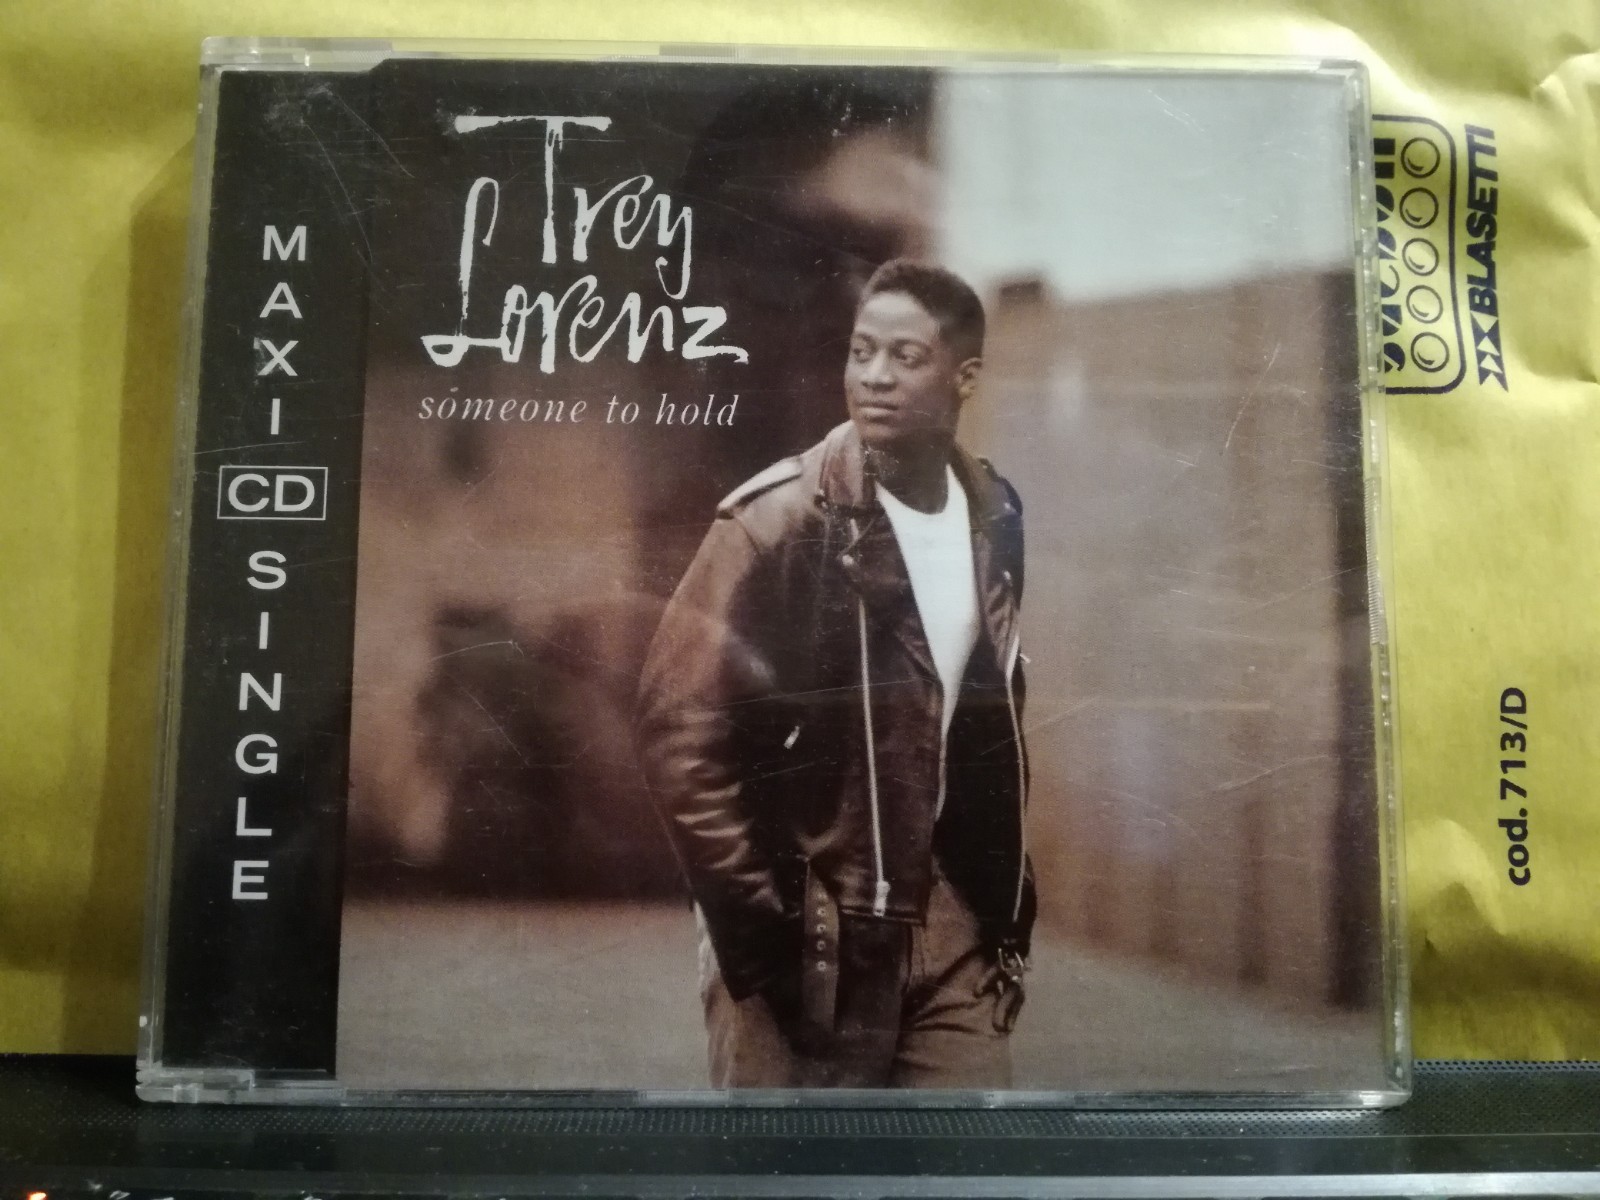 MAXI
CD
SINGLE
Trey
Lorenz
someone to hold
BLASETTI
cod. 713/D